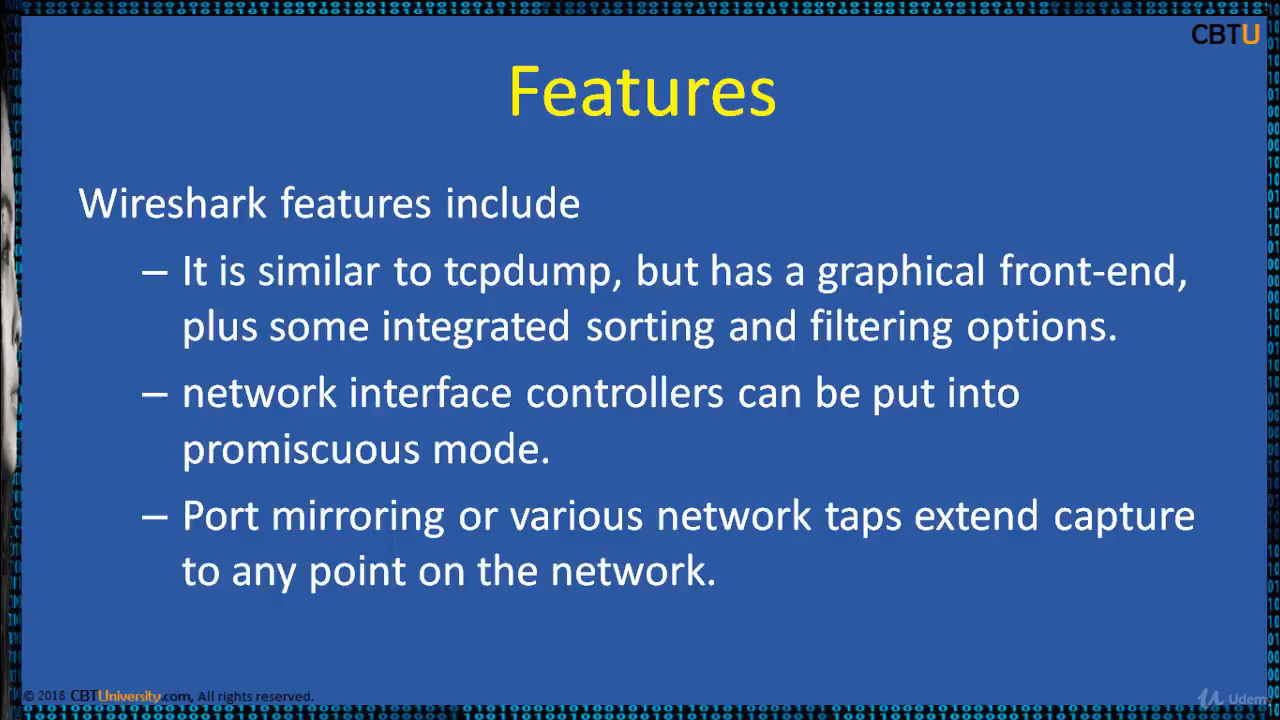 CBTU
Features
Wireshark features include
– It is similar to tcpdump, but has a graphical front-end,
plus some integrated sorting and filtering options.
– network interface controllers can be put into
promiscuous mode.
– Port mirroring or various network taps extend capture
to any point on the network.
© 2018 CBTUniversity.com, All rights reserved.
Udemy